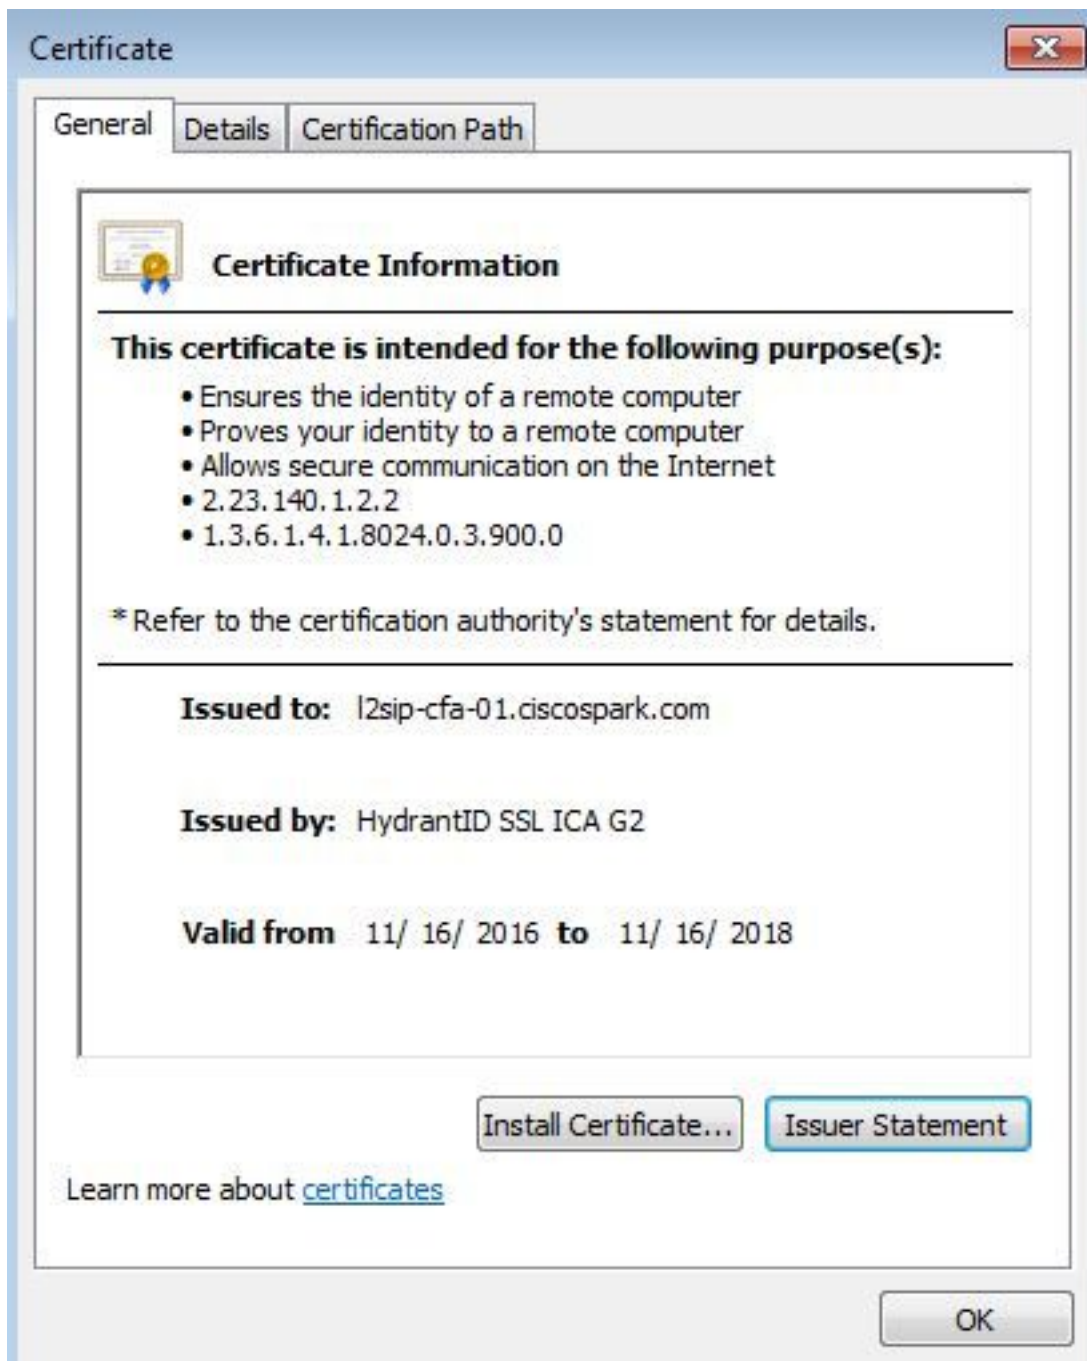 Certificate
General Details Certification Path
Certificate Information
This certificate is intended for the following purpose(s):
• Ensures the identity of a remote computer
• Proves your identity to a remote computer
• Allows secure communication on the Internet
• 2.23.140.1.2.2
• 1.3.6.1.4.1.8024.0.3.900.0
* Refer to the certification authority's statement for details.
Issued to: l2sip-cfa-01.ciscospark.com
Issued by: HydrantID SSL ICA G2
Valid from 11/ 16/ 2016 to 11/ 16/ 2018
Install Certificate... Issuer Statement
Learn more about certificates
OK